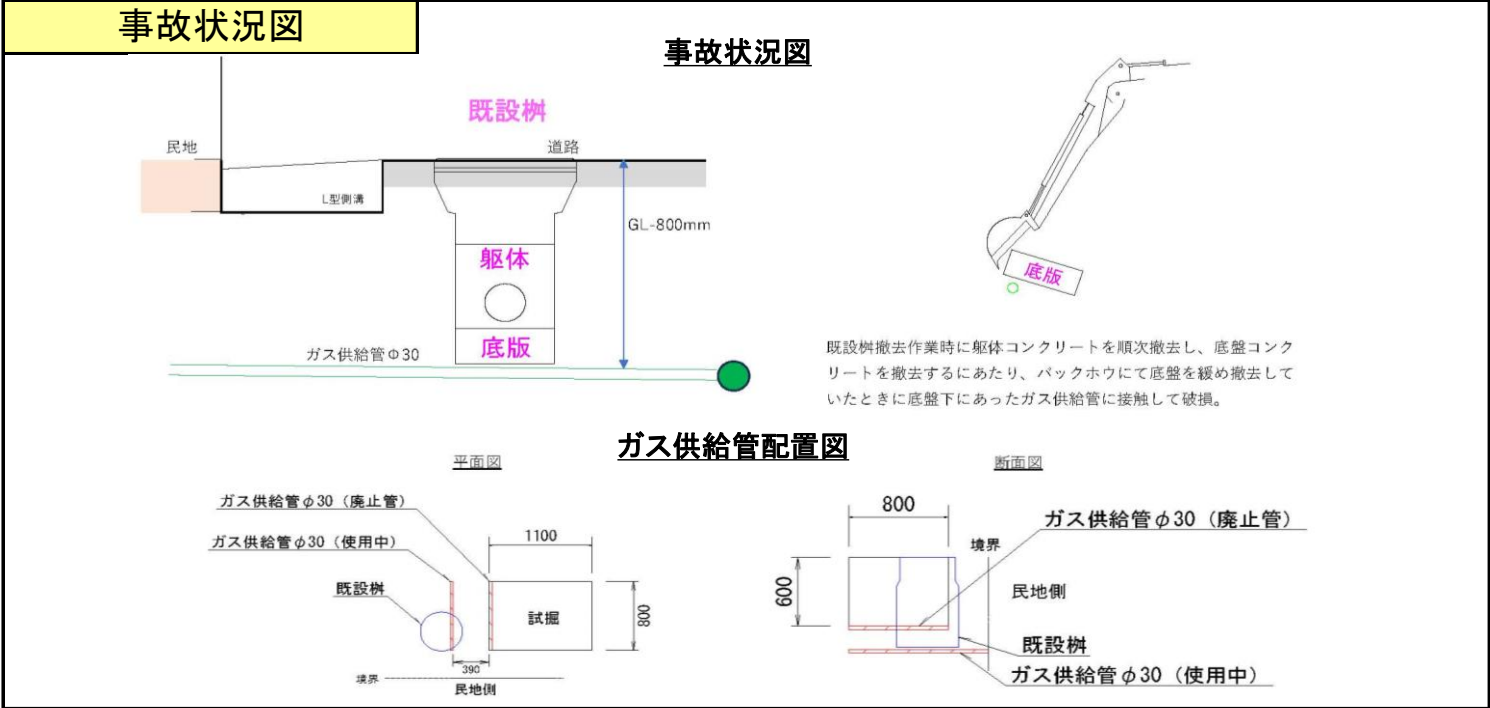 事故状況図
事故状況図
既設桝
民地
道路
L型側溝
GL-800mm
躯体
底版
底版
ガス供給管Φ30
既設桝撤去作業時に躯体コンクリートを順次撤去し、底盤コンク
リートを撤去するにあたり、バックホウにて底盤を緩め撤去して
いたときに底盤下にあったガス供給管に接触して破損。
ガス供給管配置図
平面図
ガス供給管φ30（廃止管）
ガス供給管φ30（使用中）
既設桝
1100
試掘
800
390
境界
民地側
断面図
800
ガス供給管φ30（廃止管）
境界
600
民地側
既設桝
ガス供給管φ30（使用中）